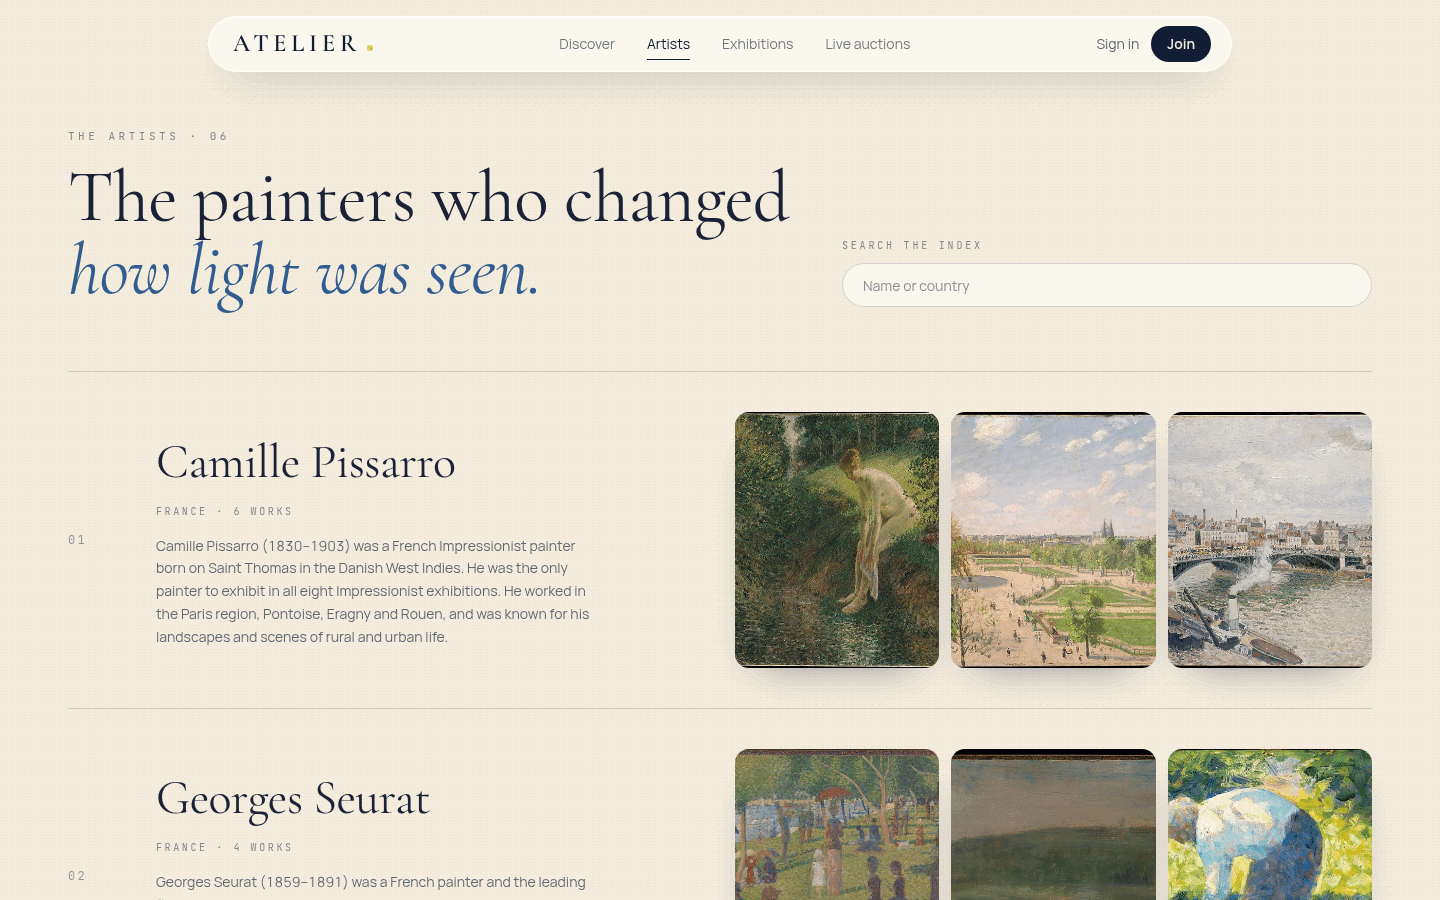 ATELIER
Discover
Artists
Exhibitions
Live auctions
Sign in
Join
THE ARTISTS · 06
The painters who changed
how light was seen.
SEARCH THE INDEX
Name or country
Camille Pissarro
FRANCE · 6 WORKS
01
Camille Pissarro (1830–1903) was a French Impressionist painter
born on Saint Thomas in the Danish West Indies. He was the only
painter to exhibit in all eight Impressionist exhibitions. He worked in
the Paris region, Pontoise, Eragny and Rouen, and was known for his
landscapes and scenes of rural and urban life.
Georges Seurat
FRANCE · 4 WORKS
02
Georges Seurat (1859–1891) was a French painter and the leading